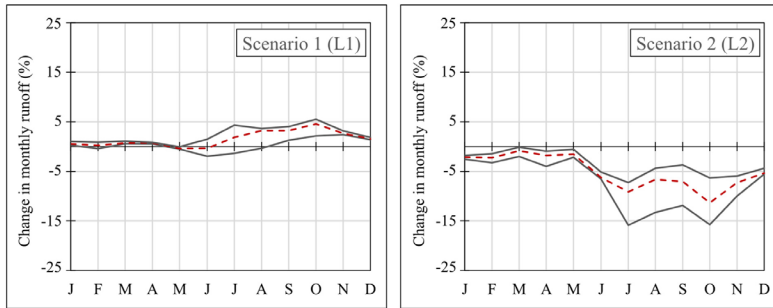 Scenario 1 (L1)
Change in monthly runoff (%)
25
15
5
-5
-15
-25
J F M A M J J A S O N D
Scenario 2 (L2)
Change in monthly runoff (%)
25
15
5
-5
-15
-25
J F M A M J J A S O N D